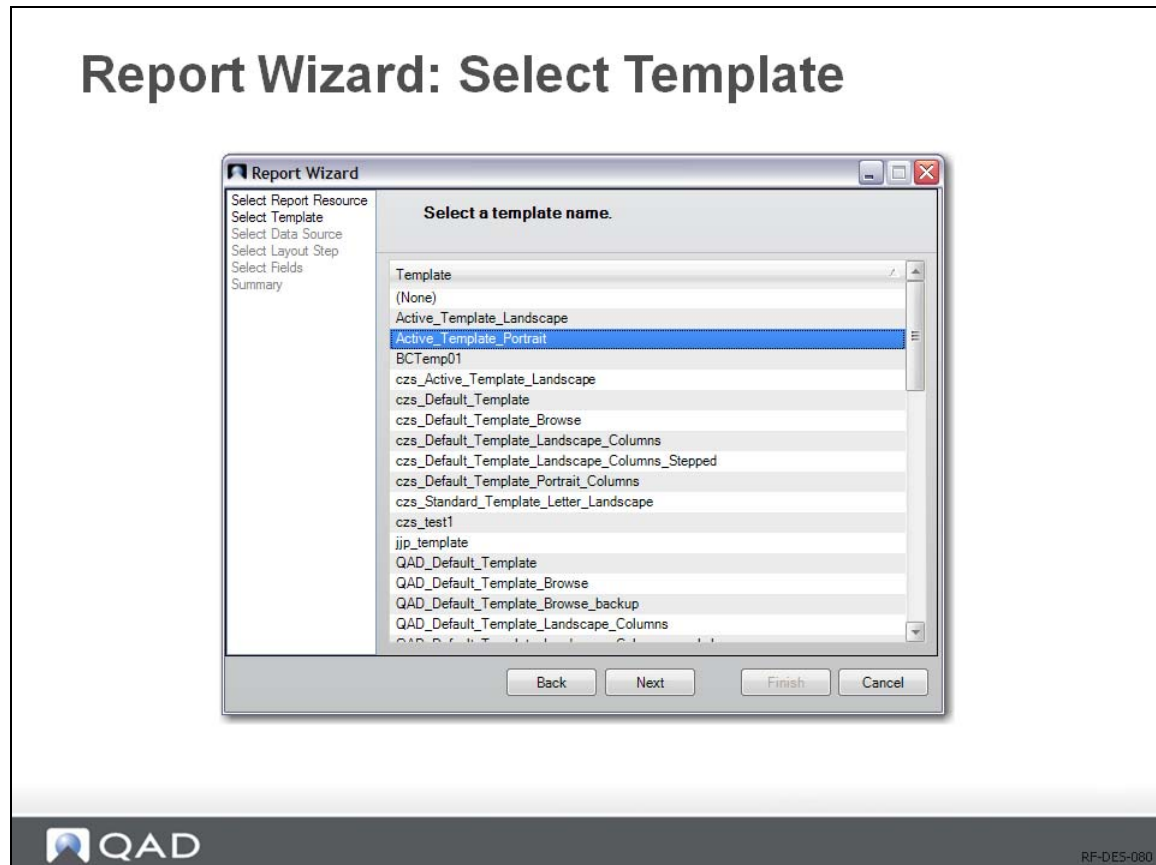 Report Wizard: Select Template
Report Wizard
Select Report Resource
Select Template
Select Data Source
Select Layout Step
Select Fields
Summary
Select a template name.
Template
(None)
Active_Template_Landscape
Active_Template_Portrait
BCTemp01
czs_Active_Template_Landscape
czs_Default_Template
czs_Default_Template_Browse
czs_Default_Template_Landscape_Columns
czs_Default_Template_Landscape_Columns_Stepped
czs_Default_Template_Portrait_Columns
czs_Standard_Template_Letter_Landscape
czs_test1
jjp_template
QAD_Default_Template
QAD_Default_Template_Browse
QAD_Default_Template_Browse_backup
QAD_Default_Template_Landscape_Columns
Back Next Finish Cancel
QAD
RF-DES-080